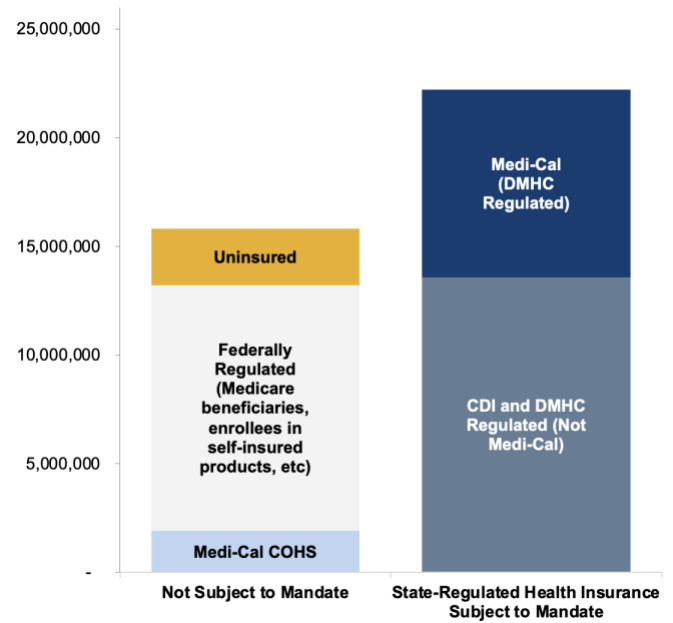 25,000,000
20,000,000
15,000,000
10,000,000
5,000,000
-
Uninsured
Federally
Regulated
(Medicare
beneficiaries,
enrollees in
self-insured
products, etc)
Medi-Cal COHS
Medi-Cal
(DMHC
Regulated)
CDI and DMHC
Regulated (Not
Medi-Cal)
Not Subject to Mandate
State-Regulated Health Insurance
Subject to Mandate